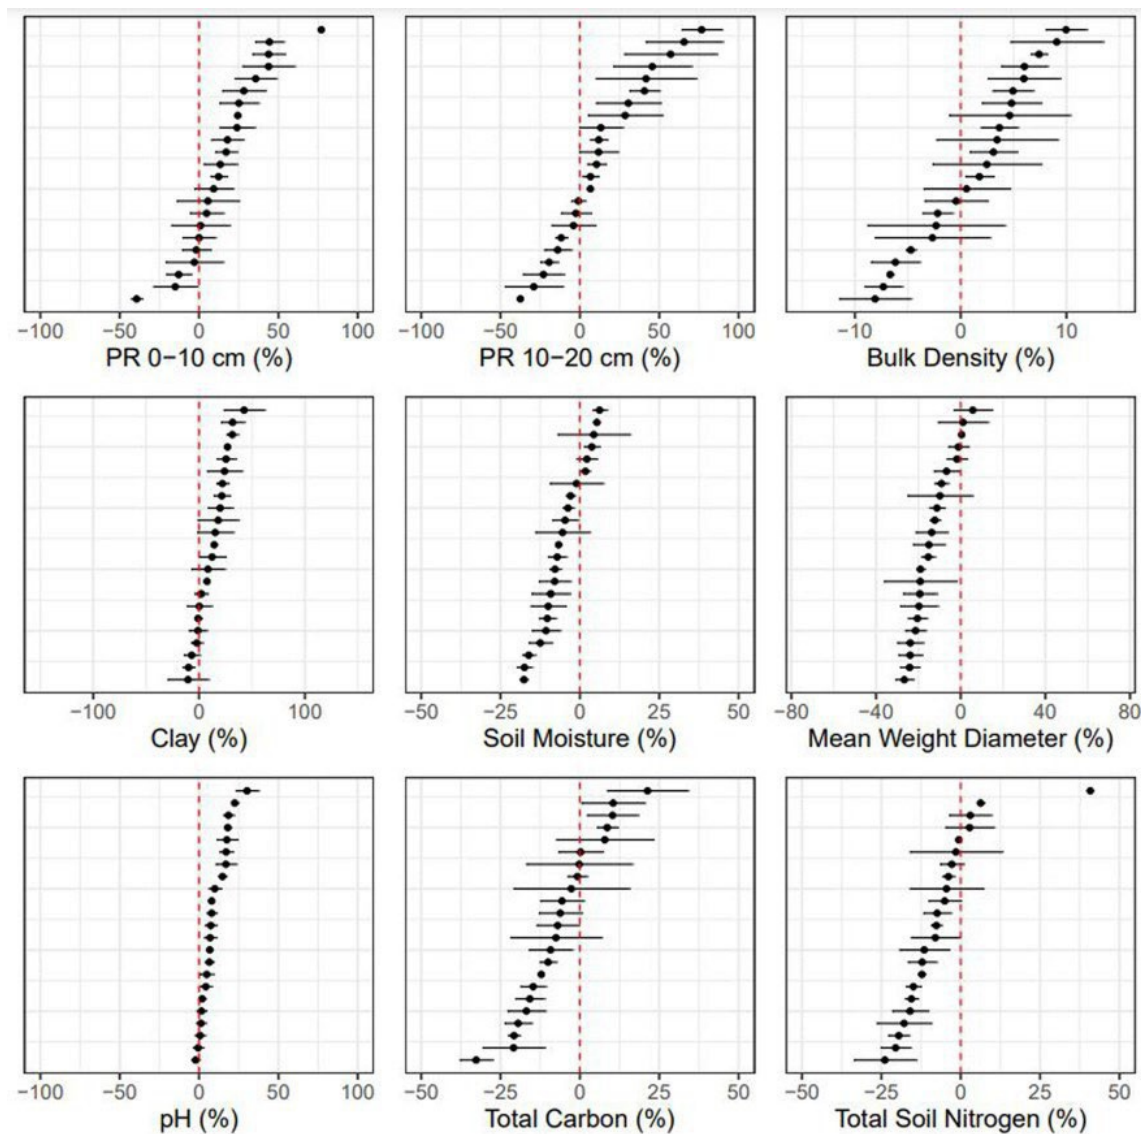 −100 −50 0 50 100 −100 −50 0 50 100 −10 0 10
PR 0−10 cm (%) PR 10−20 cm (%) Bulk Density (%)
−100 0 100 −50 −25 0 25 50 −80 −40 0 40 80
Clay (%) Soil Moisture (%) Mean Weight Diameter (%)
−100 −50 0 50 100 −50 −25 0 25 50 −50 −25 0 25 50
pH (%) Total Carbon (%) Total Soil Nitrogen (%)